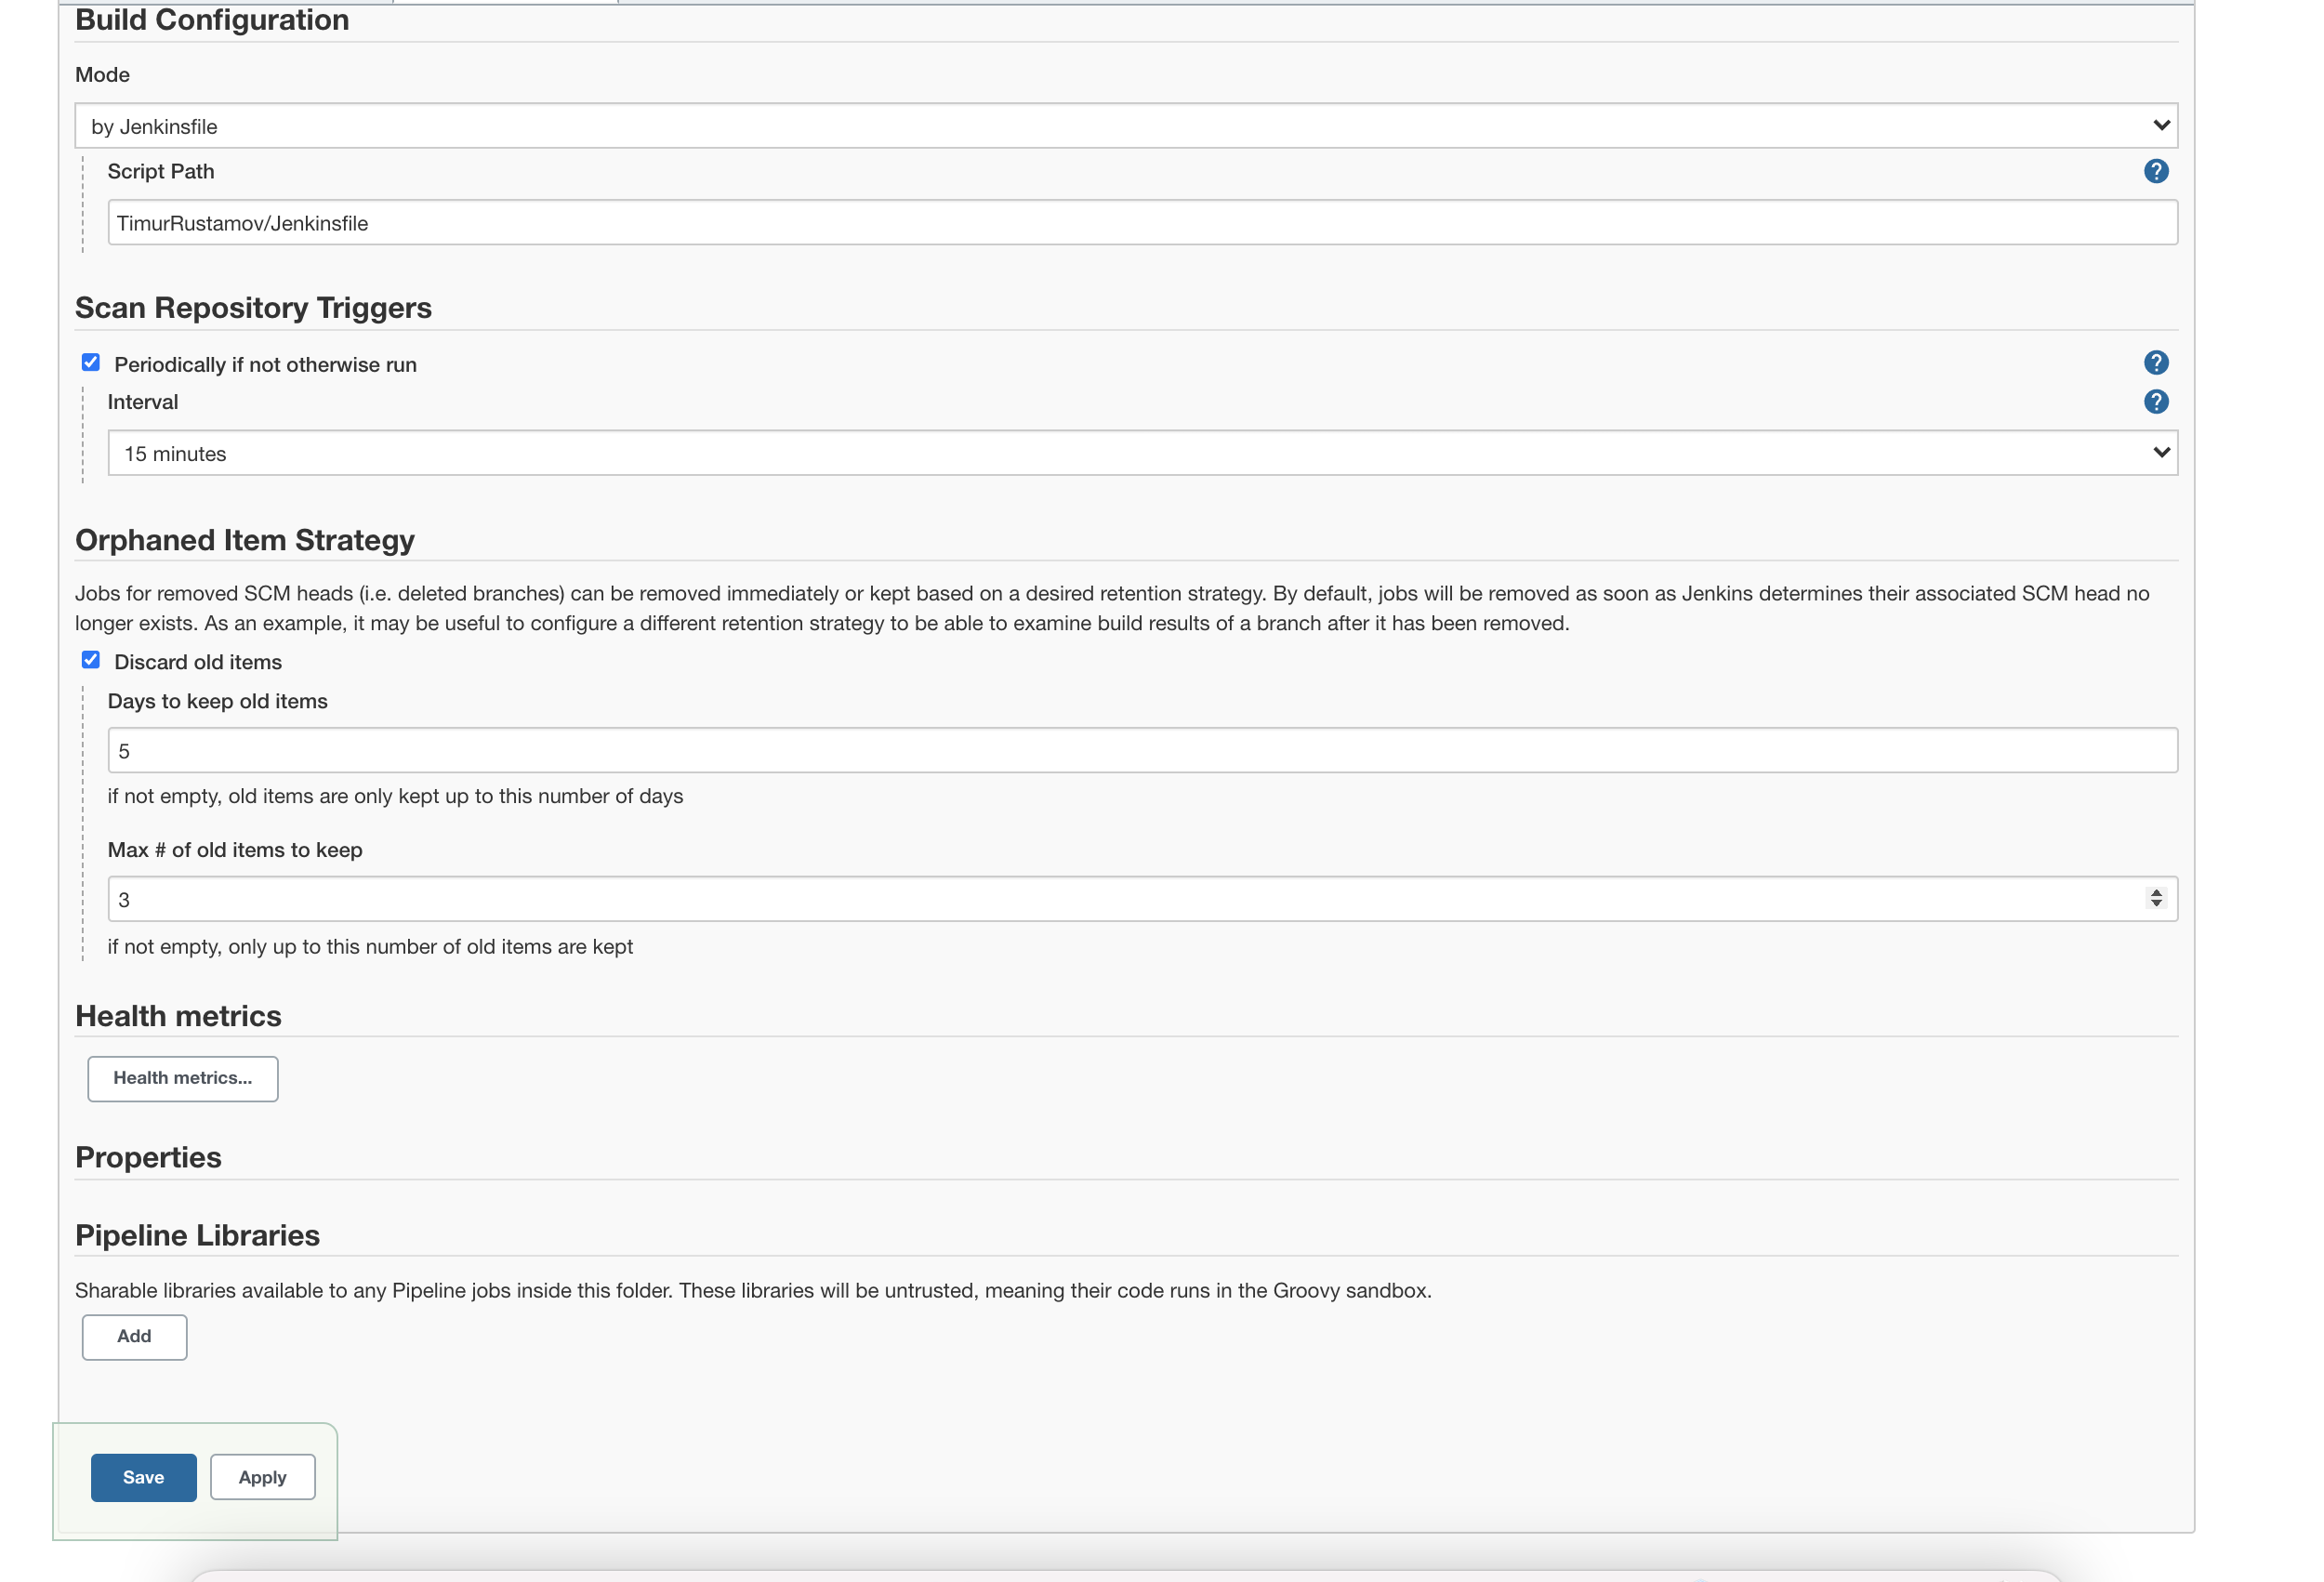 Build Configuration
Mode
by Jenkinsfile
Script Path
?
TimurRustamov/Jenkinsfile
Scan Repository Triggers
Periodically if not otherwise run
?
Interval
?
15 minutes
Orphaned Item Strategy
Jobs for removed SCM heads (i.e. deleted branches) can be removed immediately or kept based on a desired retention strategy. By default, jobs will be removed as soon as Jenkins determines their associated SCM head no
longer exists. As an example, it may be useful to configure a different retention strategy to be able to examine build results of a branch after it has been removed.
Discard old items
Days to keep old items
5
if not empty, old items are only kept up to this number of days
Max # of old items to keep
3
if not empty, only up to this number of old items are kept
Health metrics
Health metrics...
Properties
Pipeline Libraries
Sharable libraries available to any Pipeline jobs inside this folder. These libraries will be untrusted, meaning their code runs in the Groovy sandbox.
Add
Save
Apply